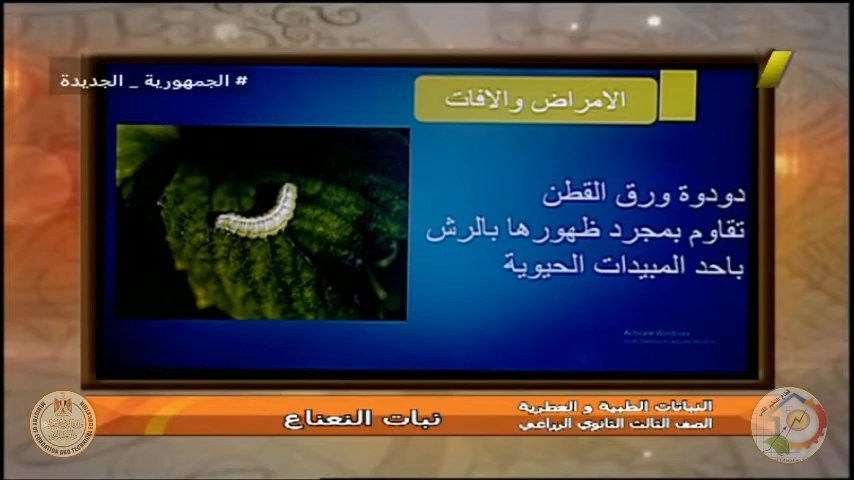 # الجمهورية _ الجديدة
الامراض والافات
دودوة ورق القطن
تقاوم بمجرد ظهورها بالرش
باحد المبيدات الحيوية
Activate Windows
النباتات الطبية و العطرية
الصف الثالث الثانوي الزراعي
نبات النعناع